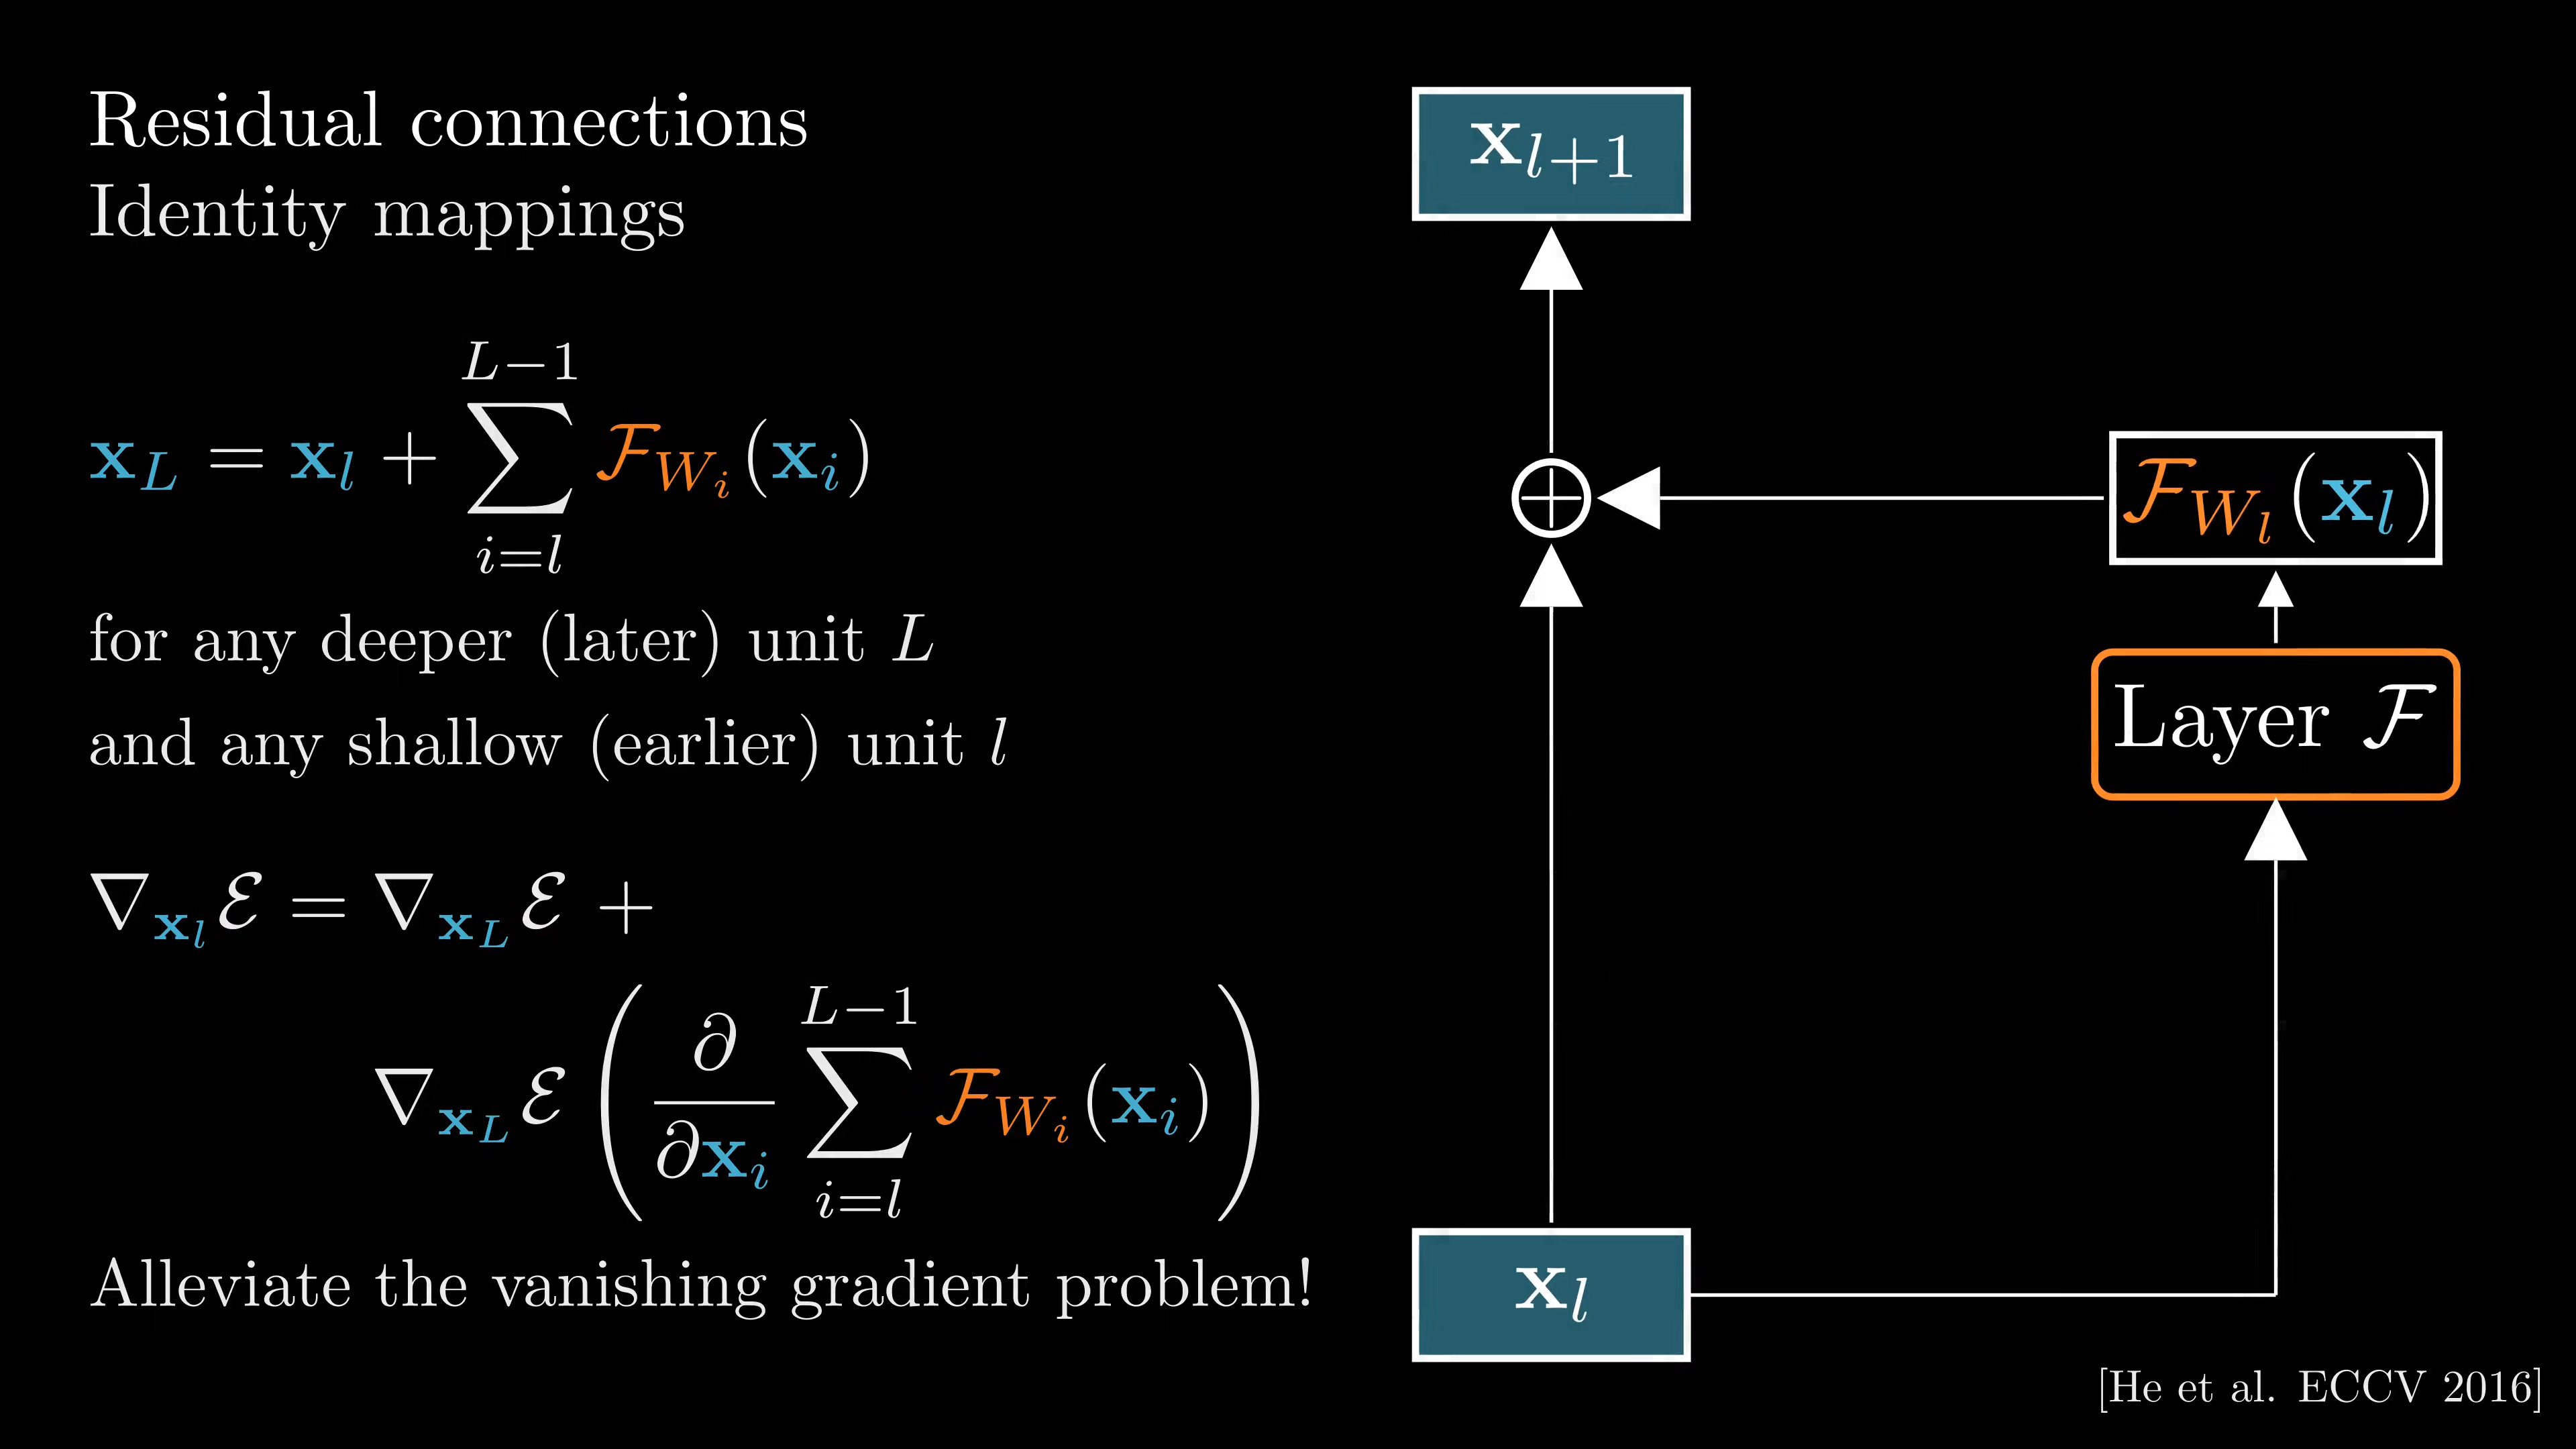 Residual connections
Identity mappings
𝐱_L = 𝐱_l + ∑_{i=l}^{L−1} ℱ_{W_i}(𝐱_i)
for any deeper (later) unit L
and any shallow (earlier) unit l
∇_{𝐱_l}ℰ = ∇_{𝐱_L}ℰ +
∇_{𝐱_L}ℰ (∂/∂𝐱_i ∑_{i=l}^{L−1} ℱ_{W_i}(𝐱_i))
Alleviate the vanishing gradient problem!
𝐱_{l+1}
ℱ_{W_l}(𝐱_l)
Layer ℱ
𝐱_l
[He et al. ECCV 2016]